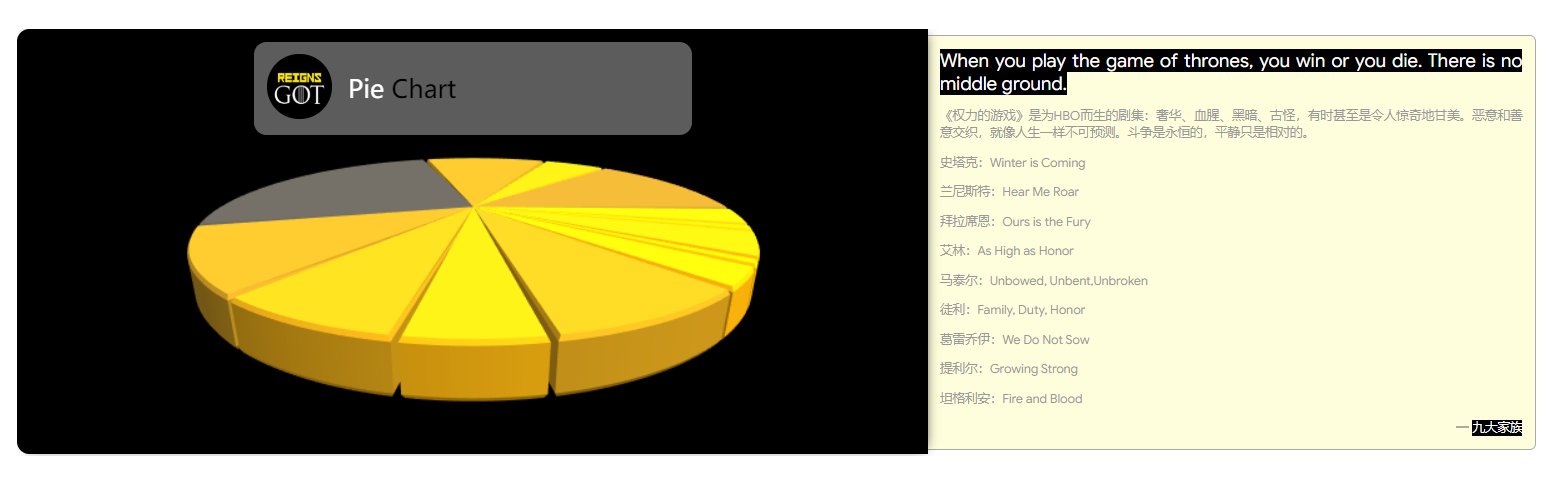 REIGNS
GOT
Pie Chart
When you play the game of thrones, you win or you die. There is no
middle ground.
《权力的游戏》是为HBO而生的剧集：奢华、血腥、黑暗、古怪，有时甚至是令人惊奇地甘美。恶意和善
意交织，就像人生一样不可预测。斗争是永恒的，平静只是相对的。
史塔克：Winter is Coming
兰尼斯特：Hear Me Roar
拜拉席恩：Ours is the Fury
艾林：As High as Honor
马泰尔：Unbowed, Unbent,Unbroken
徒利：Family, Duty, Honor
葛雷乔伊：We Do Not Sow
提利尔：Growing Strong
坦格利安：Fire and Blood
— 九大家族